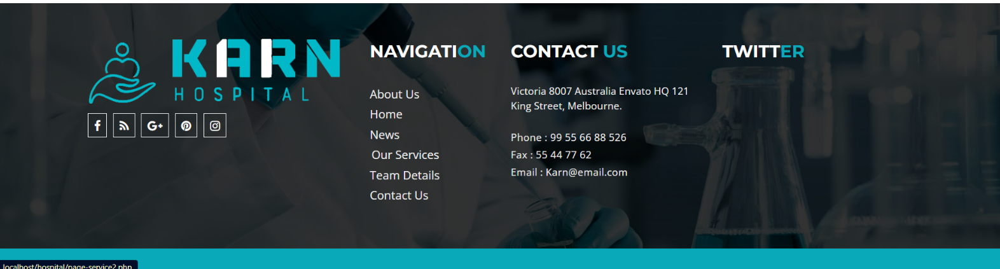 KARN
HOSPITAL
NAVIGATION
About Us
Home
News
Our Services
Team Details
Contact Us
CONTACT US
Victoria 8007 Australia Envato HQ 121
King Street, Melbourne.
Phone : 99 55 66 88 526
Fax : 55 44 77 62
Email : Karn@email.com
TWITTER
localhost/hospital/page-service2.php